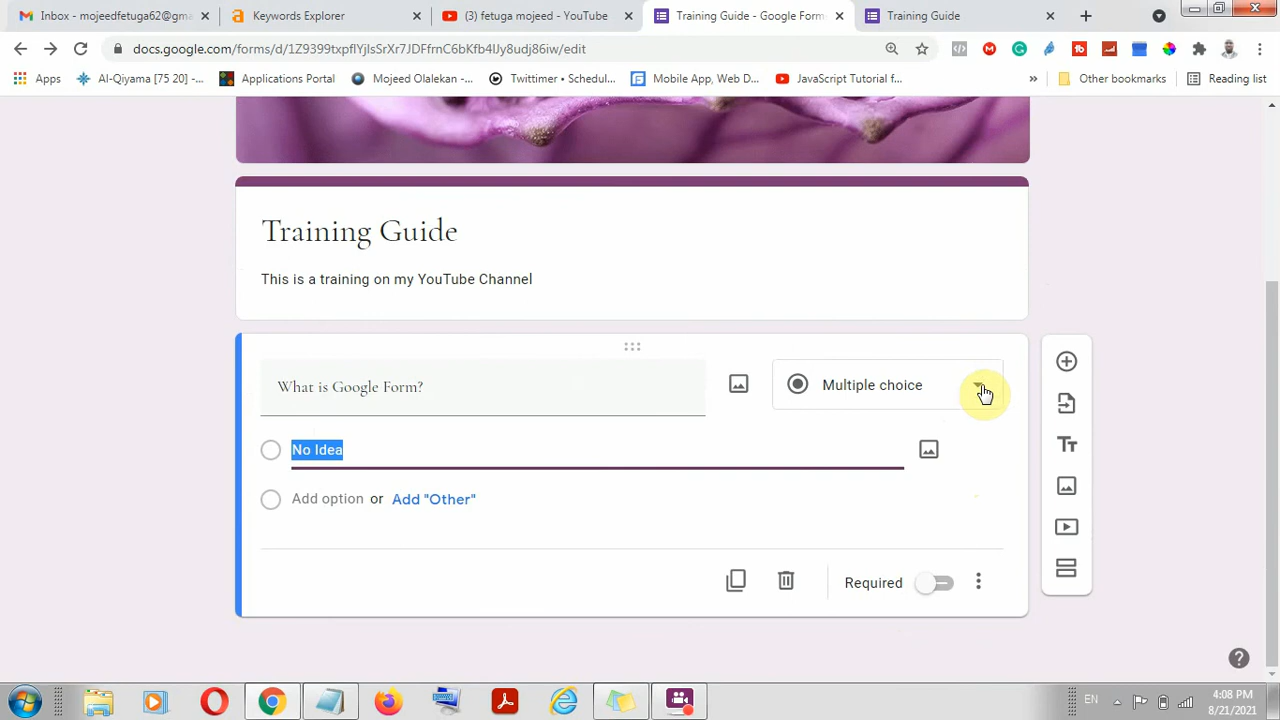 Inbox - mojeedfetuga62@gma
Keywords Explorer
(3) fetuga mojeed - YouTube
Training Guide - Google Form
Training Guide
docs.google.com/forms/d/1Z9399txpflYjIsSrXr7JDFfmC6bKfb4IJy8udj86iw/edit
Apps
Al-Qiyama [75 20] -...
Applications Portal
Mojeed Olalekan -...
Twittimer • Schedul...
Mobile App, Web D...
JavaScript Tutorial f...
Other bookmarks
Reading list
Training Guide
This is a training on my YouTube Channel
What is Google Form?
Multiple choice
No Idea
Add option or Add "Other"
Required
EN
4:08 PM
8/21/2021